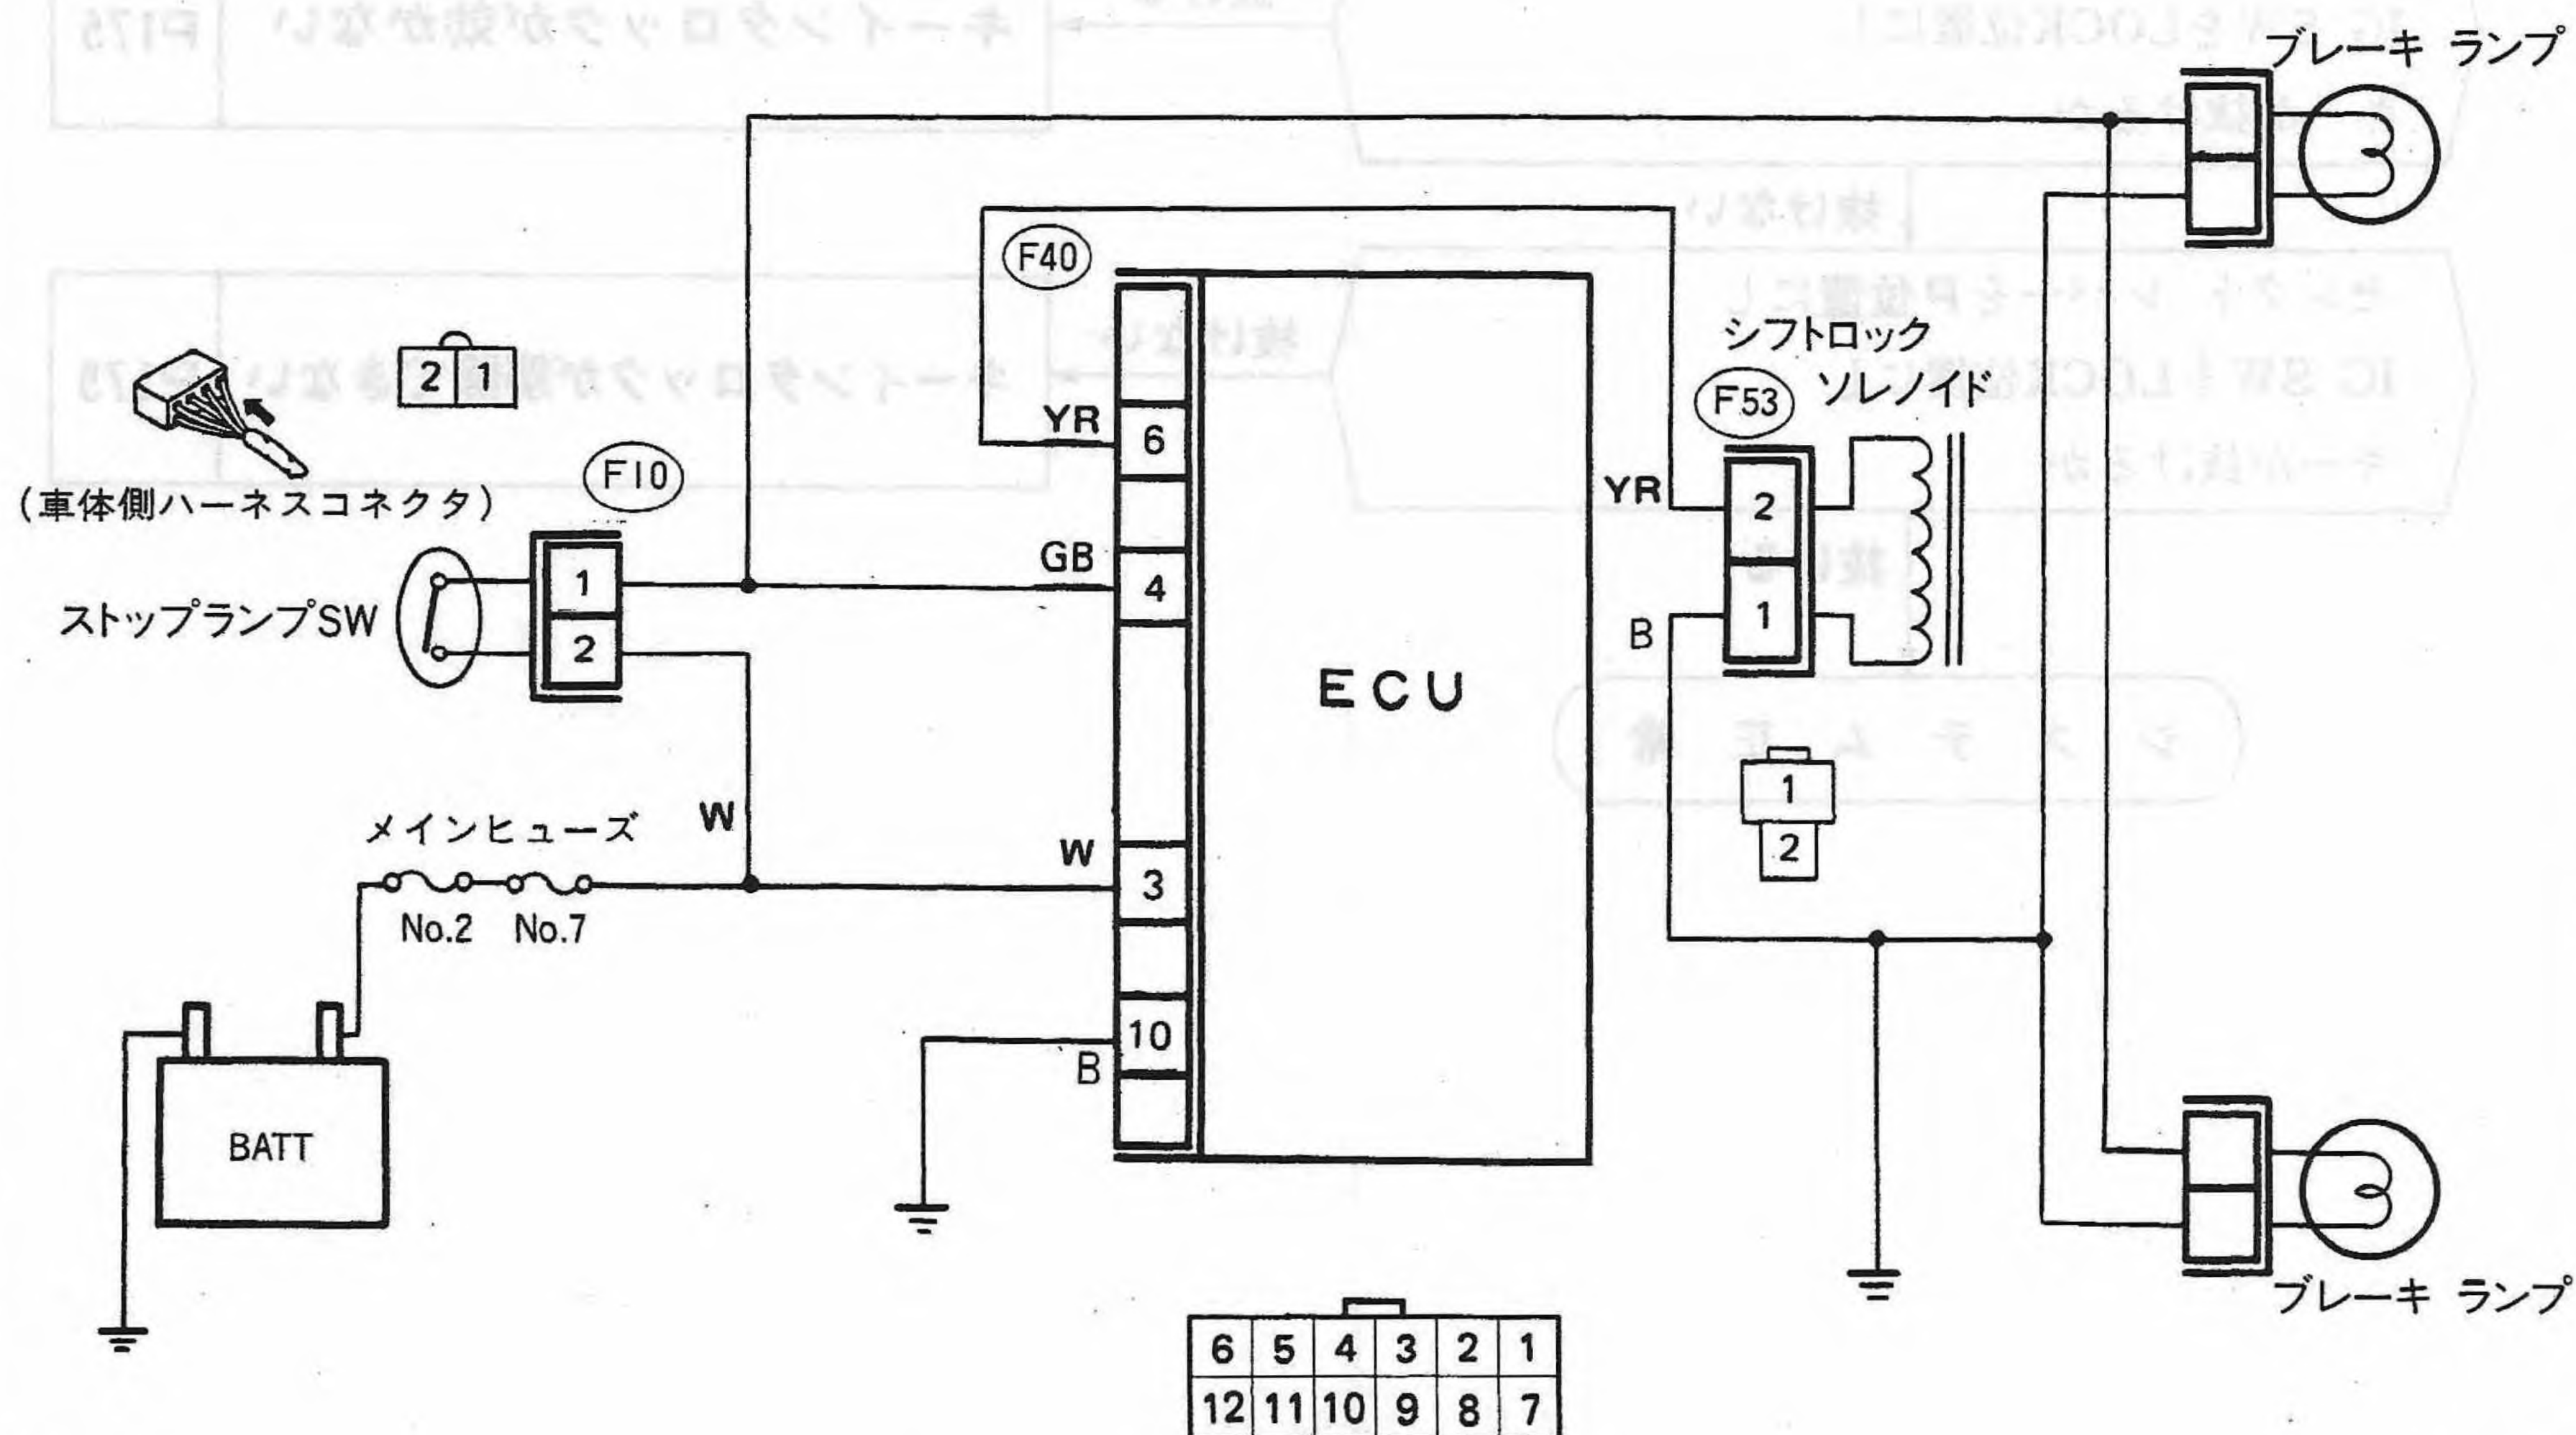 ブレーキ ランプ
F40
シフトロック
ソレノイド
F53
2 1
YR
6
F10
(車体側ハーネスコネクタ)
YR
2
GB
4
1
ストップランプSW
2
B
1
ECU
メインヒューズ
W
W
3
No.2 No.7
1
2
10
B
BATT
ブレーキ ランプ
6 5 4 3 2 1
12 11 10 9 8 7